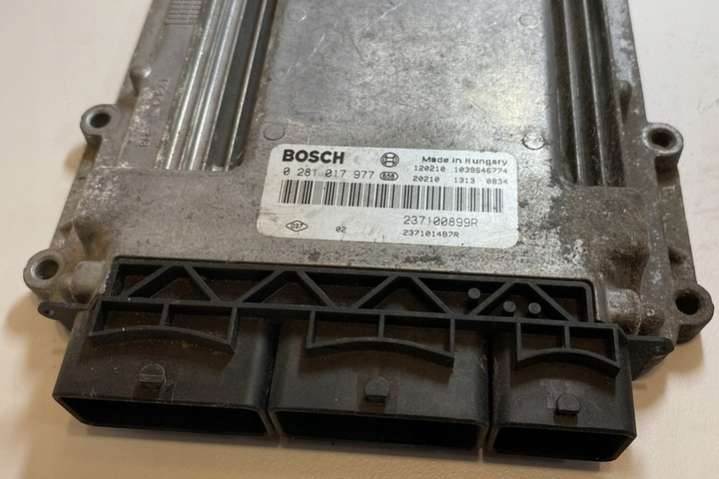 BOSCH
Made in Hungary
0 281 017 977
120210 1039S46774
20210 1313 0834
237100899R
02
237101487R